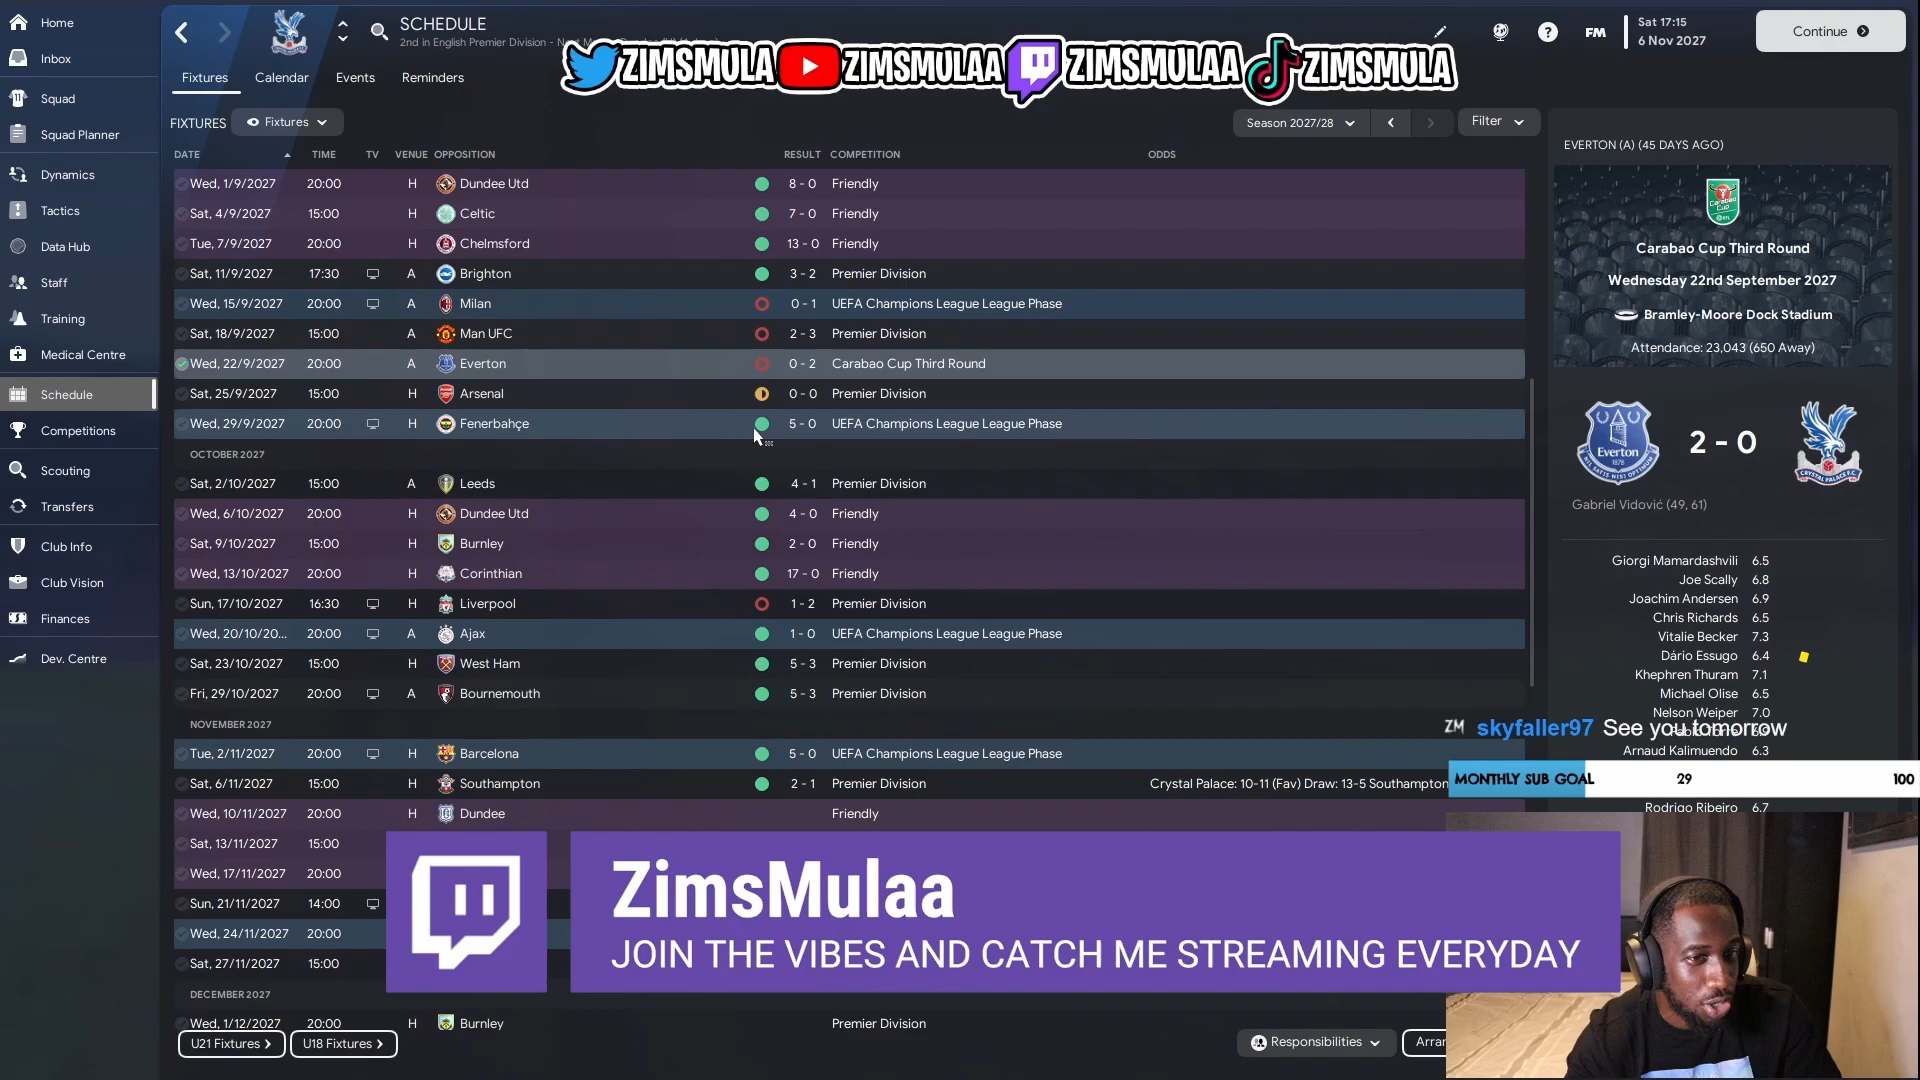 Home
Inbox
Squad
Squad Planner
Dynamics
Tactics
Data Hub
Staff
Training
Medical Centre
Schedule
Competitions
Scouting
Transfers
Club Info
Club Vision
Finances
Dev. Centre
SCHEDULE
2nd in English Premier Division -
ZIMSMULA ZIMSMULAA ZIMSMULAA ZIMSMULA
FM
Sat 17:15
6 Nov 2027
Continue
Fixtures Calendar Events Reminders
FIXTURES Fixtures
Season 2027/28 Filter
DATE TIME TV VENUE OPPOSITION RESULT COMPETITION ODDS
Wed, 1/9/2027 20:00 H Dundee Utd 8 - 0 Friendly
Sat, 4/9/2027 15:00 H Celtic 7 - 0 Friendly
Tue, 7/9/2027 20:00 H Chelmsford 13 - 0 Friendly
Sat, 11/9/2027 17:30 A Brighton 3 - 2 Premier Division
Wed, 15/9/2027 20:00 A Milan 0 - 1 UEFA Champions League League Phase
Sat, 18/9/2027 15:00 A Man UFC 2 - 3 Premier Division
Wed, 22/9/2027 20:00 A Everton 0 - 2 Carabao Cup Third Round
Sat, 25/9/2027 15:00 H Arsenal 0 - 0 Premier Division
Wed, 29/9/2027 20:00 H Fenerbahçe 5 - 0 UEFA Champions League League Phase
OCTOBER 2027
Sat, 2/10/2027 15:00 A Leeds 4 - 1 Premier Division
Wed, 6/10/2027 20:00 H Dundee Utd 4 - 0 Friendly
Sat, 9/10/2027 15:00 H Burnley 2 - 0 Friendly
Wed, 13/10/2027 20:00 H Corinthian 17 - 0 Friendly
Sun, 17/10/2027 16:30 H Liverpool 1 - 2 Premier Division
Wed, 20/10/20... 20:00 A Ajax 1 - 0 UEFA Champions League League Phase
Sat, 23/10/2027 15:00 H West Ham 5 - 3 Premier Division
Fri, 29/10/2027 20:00 A Bournemouth 5 - 3 Premier Division
NOVEMBER 2027
Tue, 2/11/2027 20:00 H Barcelona 5 - 0 UEFA Champions League League Phase
Sat, 6/11/2027 15:00 H Southampton 2 - 1 Premier Division Crystal Palace: 10-11 (Fav) Draw: 13-5 Southampton
Wed, 10/11/2027 20:00 H Dundee Friendly
Sat, 13/11/2027 15:00
Wed, 17/11/2027 20:00
Sun, 21/11/2027 14:00
Wed, 24/11/2027 20:00
Sat, 27/11/2027 15:00
DECEMBER 2027
Wed, 1/12/2027 20:00 H Burnley Premier Division
U21 Fixtures U18 Fixtures
Responsibilities Arran
EVERTON (A) (45 DAYS AGO)
Carabao Cup
Carabao Cup Third Round
Wednesday 22nd September 2027
Bramley-Moore Dock Stadium
Attendance: 23,043 (650 Away)
Everton
1878
CRYSTAL PALACE F.C.
2 - 0
Gabriel Vidović (49, 61)
Giorgi Mamardashvili 6.5
Joe Scally 6.8
Joachim Andersen 6.9
Chris Richards 6.5
Vitalie Becker 7.3
Dário Essugo 6.4
Khephren Thuram 7.1
Michael Olise 6.5
Nelson Weiper 7.0
ZM skyfaller97 See you tomorrow
Arnaud Kalimuendo 6.3
MONTHLY SUB GOAL 29 100
Rodrigo Ribeiro 6.7
ZimsMulaa
JOIN THE VIBES AND CATCH ME STREAMING EVERYDAY